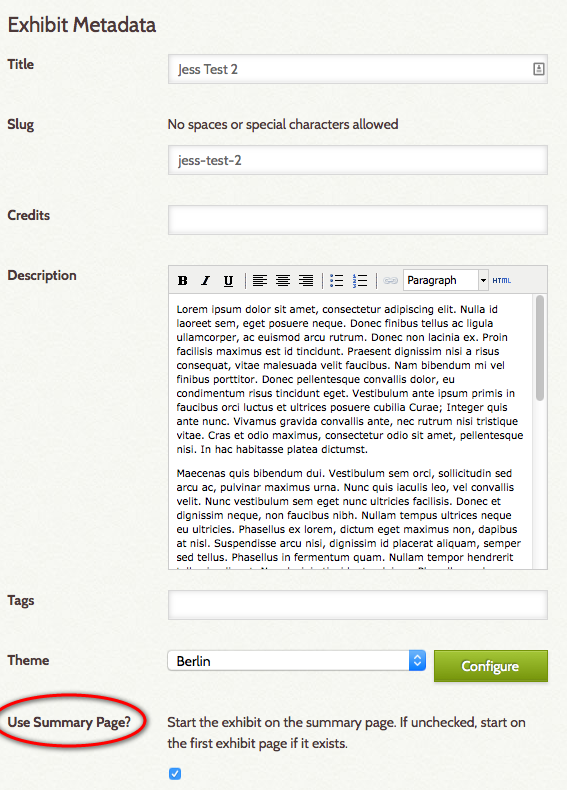 Exhibit Metadata
Title
Jess Test 2
Slug
No spaces or special characters allowed
jess-test-2
Credits
Description
B I U Paragraph HTML
Lorem ipsum dolor sit amet, consectetur adipiscing elit. Nulla id
laoreet sem, eget posuere neque. Donec finibus tellus ac ligula
ullamcorper, ac euismod arcu rutrum. Donec non lacinia ex. Proin
facilisis maximus est id tincidunt. Praesent dignissim nisi a risus
consequat, vitae malesuada velit faucibus. Nam bibendum mi vel
finibus porttitor. Donec pellentesque convallis dolor, eu
condimentum risus tincidunt eget. Vestibulum ante ipsum primis in
faucibus orci luctus et ultrices posuere cubilia Curae; Integer quis
ante nunc. Vivamus gravida convallis ante, nec rutrum nisi tristique
vitae. Cras et odio maximus, consectetur odio sit amet, pellentesque
nisi. In hac habitasse platea dictumst.
Maecenas quis bibendum dui. Vestibulum sem orci, sollicitudin sed
arcu ac, pulvinar maximus urna. Nunc quis iaculis leo, vel convallis
velit. Nunc vestibulum sem eget nunc ultricies facilisis. Donec et
dignissim neque, non faucibus nibh. Nullam tempus ultrices neque
eu ultricies. Phasellus ex lorem, dictum eget maximus non, dapibus
at nisl. Suspendisse arcu nisi, dignissim id placerat aliquam, semper
sed tellus. Phasellus in fermentum quam. Nullam tempor hendrerit
Tags
Theme
Berlin
Configure
Use Summary Page?
Start the exhibit on the summary page. If unchecked, start on
the first exhibit page if it exists.